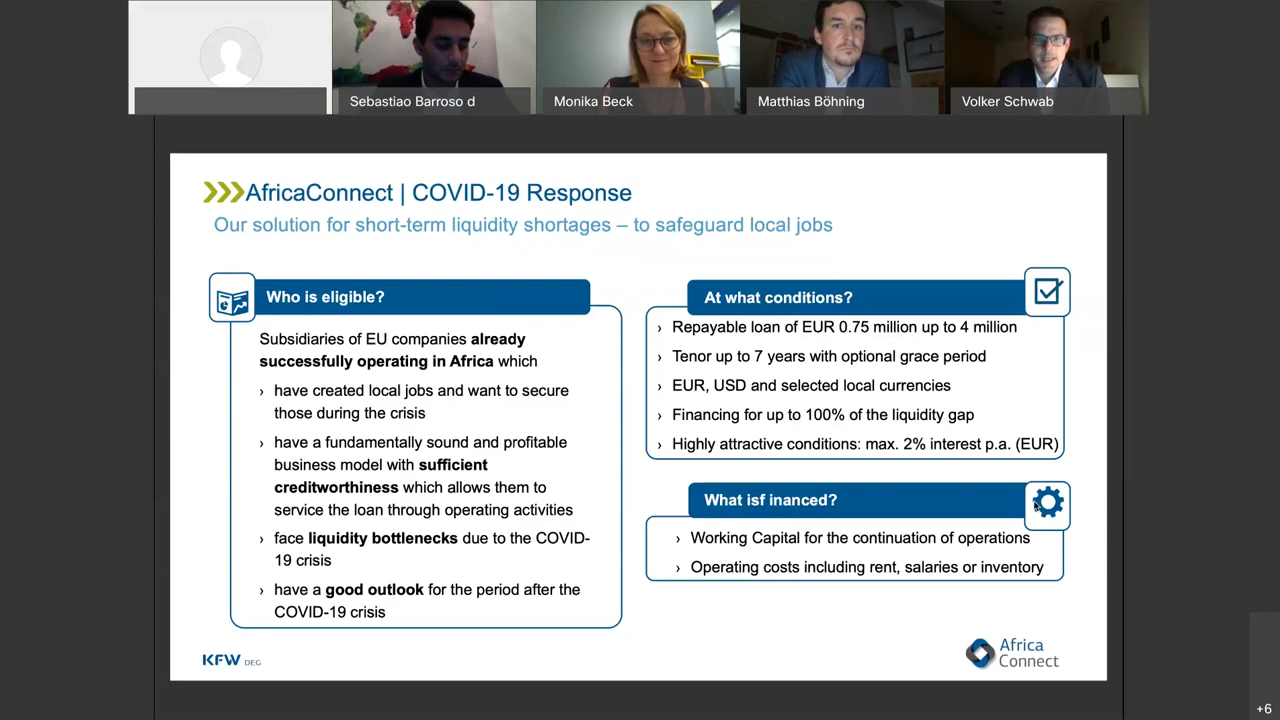 Sebastiao Barroso d
Monika Beck
Matthias Böhning
Volker Schwab
AfricaConnect | COVID-19 Response
Our solution for short-term liquidity shortages – to safeguard local jobs
Who is eligible?
Subsidiaries of EU companies already
successfully operating in Africa which
› have created local jobs and want to secure
those during the crisis
› have a fundamentally sound and profitable
business model with sufficient
creditworthiness which allows them to
service the loan through operating activities
› face liquidity bottlenecks due to the COVID-
19 crisis
› have a good outlook for the period after the
COVID-19 crisis
At what conditions?
› Repayable loan of EUR 0.75 million up to 4 million
› Tenor up to 7 years with optional grace period
› EUR, USD and selected local currencies
› Financing for up to 100% of the liquidity gap
› Highly attractive conditions: max. 2% interest p.a. (EUR)
What isf inanced?
› Working Capital for the continuation of operations
› Operating costs including rent, salaries or inventory
KFW DEG
Africa
Connect
+6